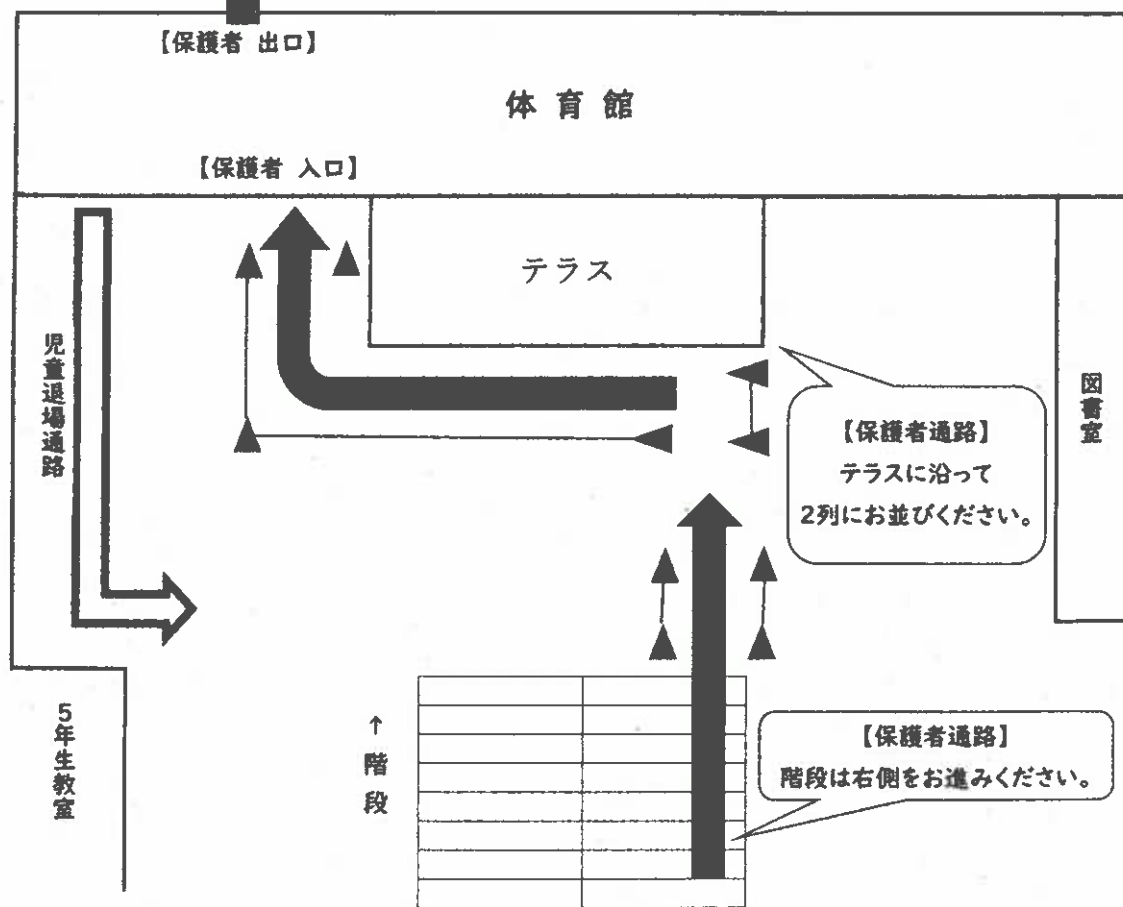 【保護者 出口】
体育館
【保護者 入口】
テラス
児童退場通路
図書室
【保護者通路】
テラスに沿って
2列にお並びください。
5年生教室
↑階段
【保護者通路】
階段は右側をお進みください。